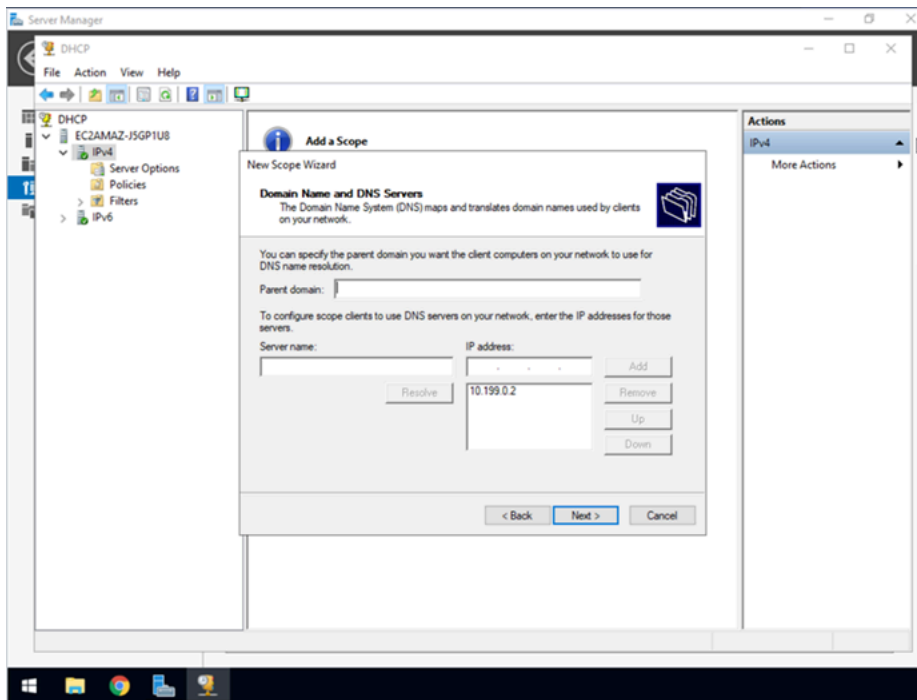 Server Manager
DHCP
File Action View Help
DHCP
EC2AMAZ-J5GP1U8
IPv4
Server Options
Policies
Filters
IPv6
Add a Scope
New Scope Wizard
Domain Name and DNS Servers
The Domain Name System (DNS) maps and translates domain names used by clients
on your network.
You can specify the parent domain you want the client computers on your network to use for
DNS name resolution.
Parent domain:
To configure scope clients to use DNS servers on your network, enter the IP addresses for those
servers.
Server name:
IP address:
Add
Resolve
10.199.0.2
Remove
Up
Down
< Back Next > Cancel
Actions
IPv4
More Actions